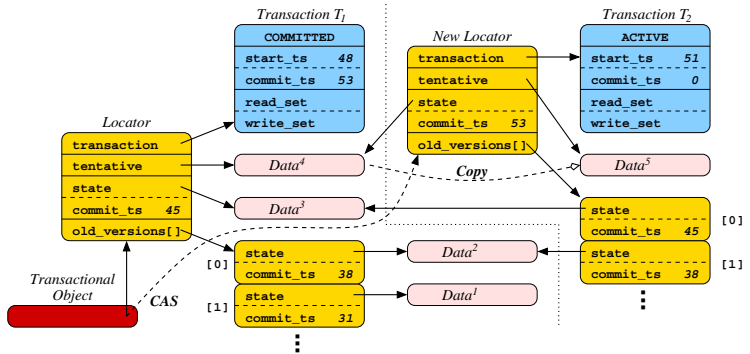 Transaction T1
COMMITTED
start_ts 48
commit_ts 53
read_set
write_set
New Locator
transaction
tentative
state
commit_ts 53
old_versions[]
Transaction T2
ACTIVE
start_ts 51
commit_ts 0
read_set
write_set
Locator
transaction
tentative
state
commit_ts 45
old_versions[]
Data4
Copy
Data5
Data3
state
commit_ts 45
[0]
[0]
state
commit_ts 38
Data2
state
commit_ts 38
[1]
Transactional
Object
CAS
[1]
state
commit_ts 31
Data1